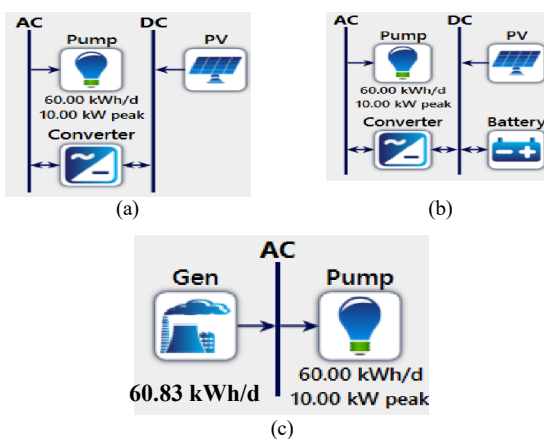 AC DC
Pump PV
60.00 kWh/d
10.00 kW peak
Converter
(a)
AC DC
Pump PV
60.00 kWh/d
10.00 kW peak
Converter Battery
(b)
AC
Gen Pump
60.00 kWh/d
60.83 kWh/d 10.00 kW peak
(c)